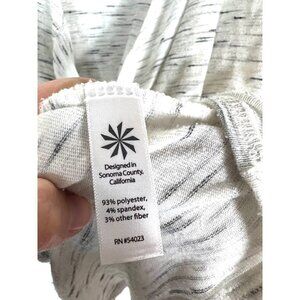 Designed in
Sonoma County,
California
93% polyester,
4% spandex,
3% other fiber
RN #54023